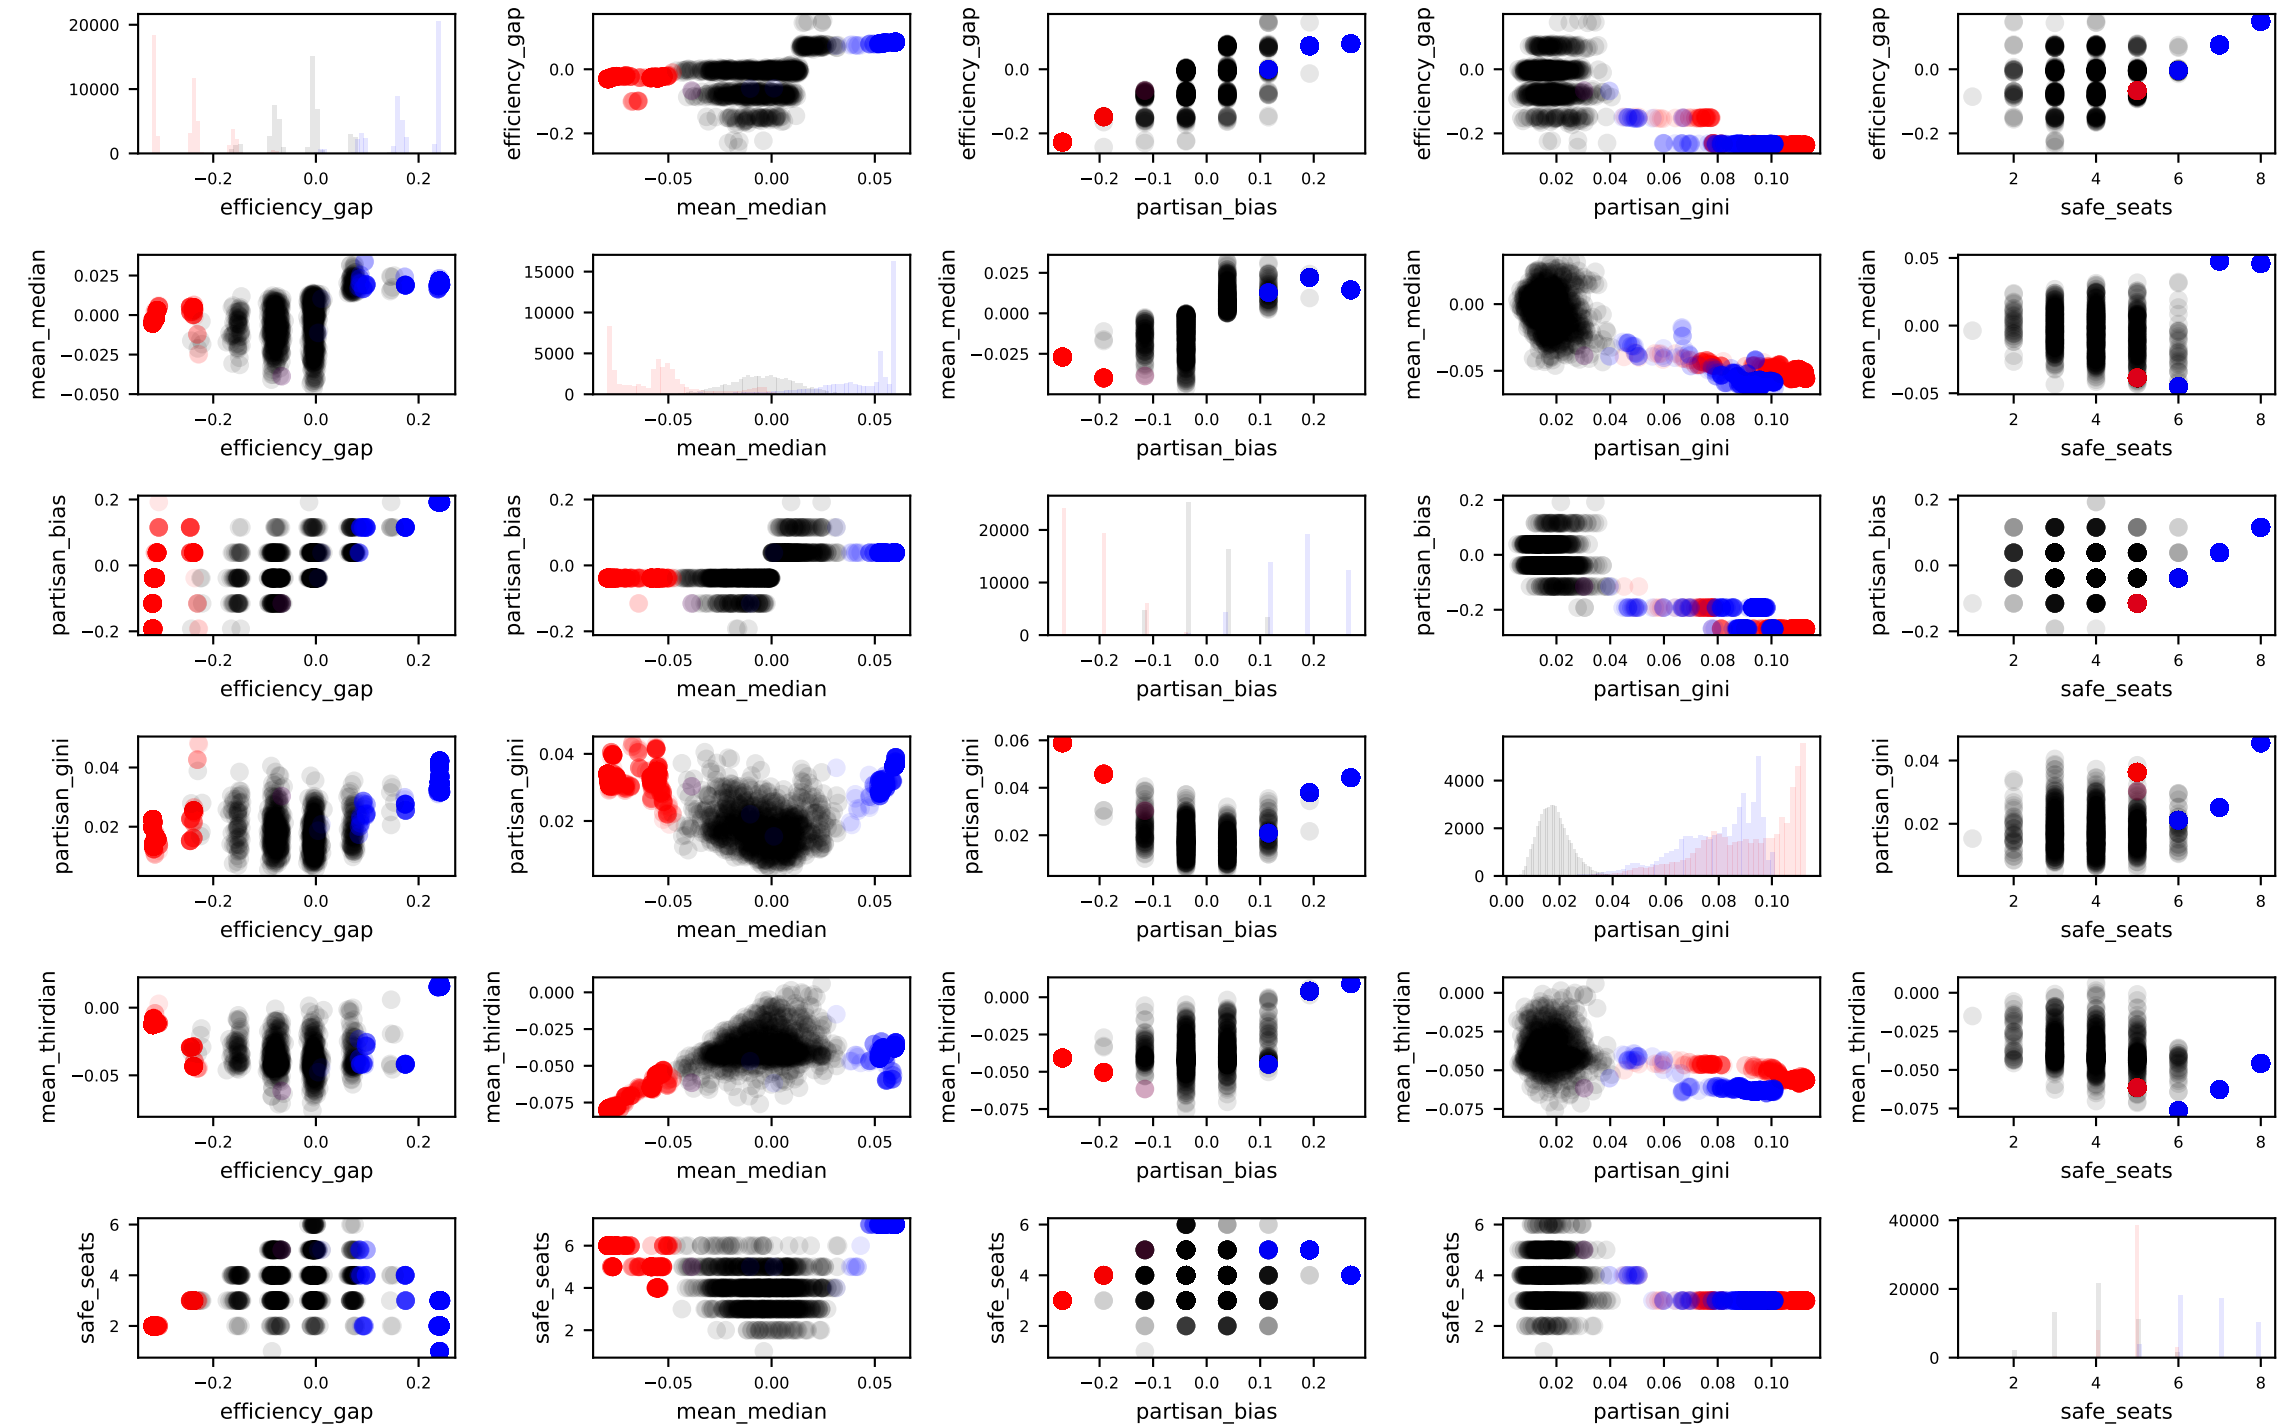 20000
10000
0
−0.2 0.0 0.2
efficiency_gap
efficiency_gap
0.0
−0.2
−0.05 0.00 0.05
mean_median
efficiency_gap
0.0
−0.2
−0.2 −0.1 0.0 0.1 0.2
partisan_bias
efficiency_gap
0.0
−0.2
0.02 0.04 0.06 0.08 0.10
partisan_gini
efficiency_gap
0.0
−0.2
2 4 6 8
safe_seats
mean_median
0.025
0.000
−0.025
−0.050
−0.2 0.0 0.2
efficiency_gap
15000
10000
5000
0
−0.05 0.00 0.05
mean_median
mean_median
0.025
0.000
−0.025
−0.2 −0.1 0.0 0.1 0.2
partisan_bias
mean_median
0.00
−0.05
0.02 0.04 0.06 0.08 0.10
partisan_gini
mean_median
0.05
0.00
−0.05
2 4 6 8
safe_seats
partisan_bias
0.2
0.0
−0.2
−0.2 0.0 0.2
efficiency_gap
partisan_bias
0.2
0.0
−0.2
−0.05 0.00 0.05
mean_median
20000
10000
0
−0.2 −0.1 0.0 0.1 0.2
partisan_bias
partisan_bias
0.2
0.0
−0.2
0.02 0.04 0.06 0.08 0.10
partisan_gini
partisan_bias
0.2
0.0
−0.2
2 4 6 8
safe_seats
partisan_gini
0.04
0.02
−0.2 0.0 0.2
efficiency_gap
partisan_gini
0.04
0.02
−0.05 0.00 0.05
mean_median
partisan_gini
0.06
0.04
0.02
−0.2 −0.1 0.0 0.1 0.2
partisan_bias
4000
2000
0
0.00 0.02 0.04 0.06 0.08 0.10
partisan_gini
partisan_gini
0.04
0.02
2 4 6 8
safe_seats
mean_thirdian
0.00
−0.05
−0.2 0.0 0.2
efficiency_gap
mean_thirdian
0.000
−0.025
−0.050
−0.075
−0.05 0.00 0.05
mean_median
mean_thirdian
0.000
−0.025
−0.050
−0.075
−0.2 −0.1 0.0 0.1 0.2
partisan_bias
mean_thirdian
0.000
−0.025
−0.050
−0.075
0.02 0.04 0.06 0.08 0.10
partisan_gini
mean_thirdian
0.000
−0.025
−0.050
−0.075
2 4 6 8
safe_seats
safe_seats
6
4
2
−0.2 0.0 0.2
efficiency_gap
safe_seats
6
4
2
−0.05 0.00 0.05
mean_median
safe_seats
6
4
2
−0.2 −0.1 0.0 0.1 0.2
partisan_bias
safe_seats
6
4
2
0.02 0.04 0.06 0.08 0.10
partisan_gini
40000
20000
0
2 4 6 8
safe_seats